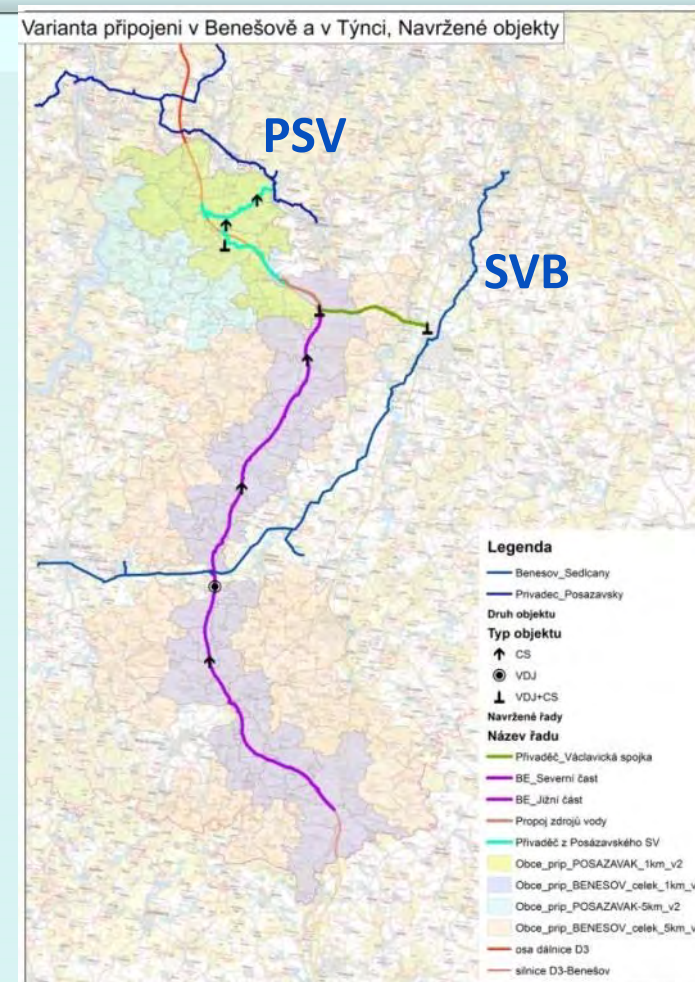 Varianta připojeni v Benešově a v Týnci, Navržené objekty
PSV
SVB
Legenda
Benesov_Sedlcany
Privadec_Posazavsky
Druh objektu
Typ objektu
CS
VDJ
VDJ+CS
Navržené řady
Název řadu
Přivaděč_Václavická spojka
BE_Severní čast
BE_Jižní část
Propoj zdrojů vody
Přivaděč z Posázavského SV
Obce_prip_POSAZAVAK_1km_v2
Obce_prip_BENESOV_celek_1km_v
Obce_prip_POSAZAVAK-5km_v2
Obce_prip_BENESOV_celek_5km_v
osa dálnice D3
silnice D3-Benešov